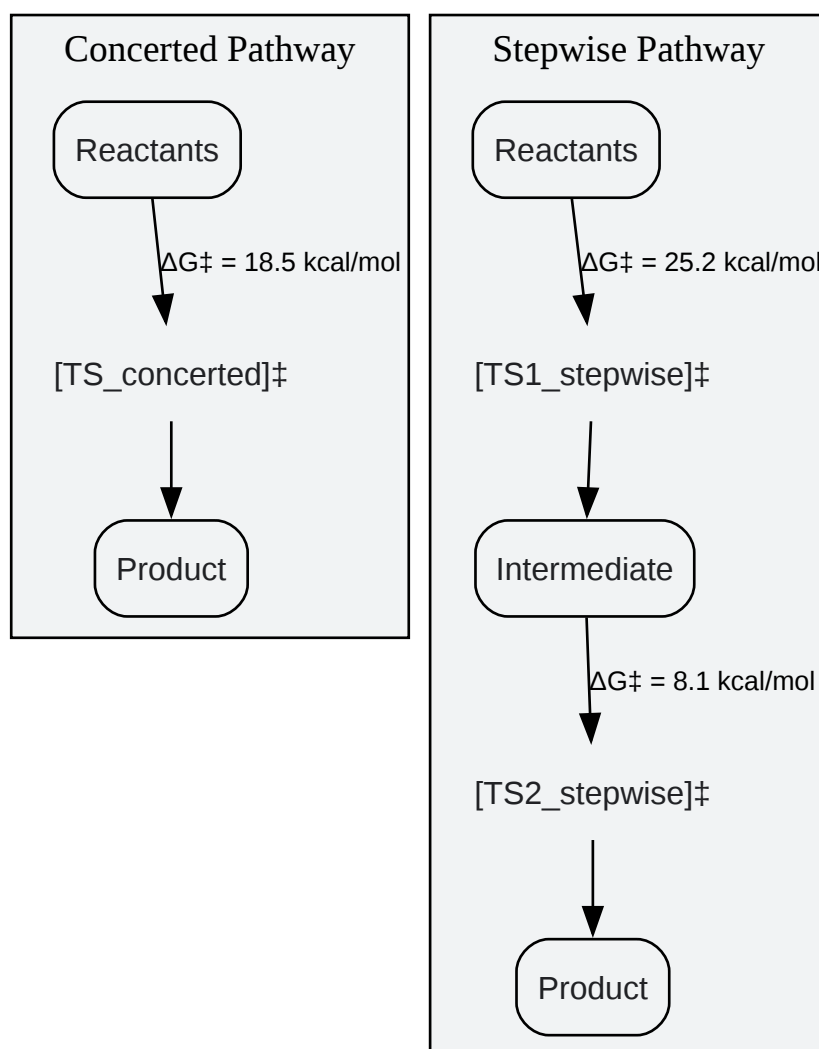 Concerted Pathway
Reactants
ΔG‡ = 18.5 kcal/mol
[TS_concerted]‡
Product
Stepwise Pathway
Reactants
ΔG‡ = 25.2 kcal/mol
[TS1_stepwise]‡
Intermediate
ΔG‡ = 8.1 kcal/mol
[TS2_stepwise]‡
Product